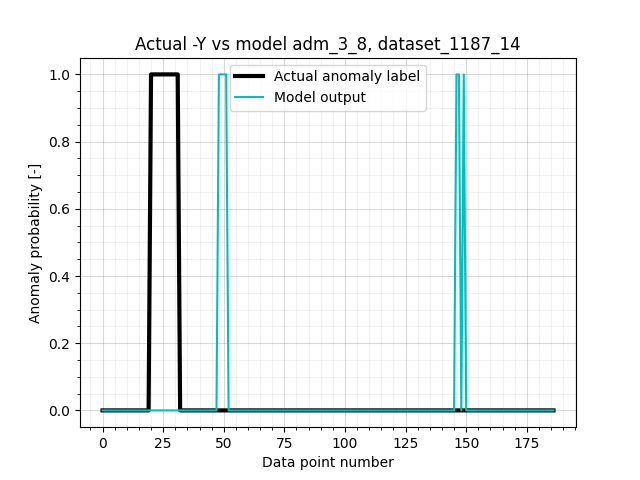 Actual -Y vs model adm_3_8, dataset_1187_14
Actual anomaly label
Model output
Anomaly probability [-]
1.0
0.8
0.6
0.4
0.2
0.0
0 25 50 75 100 125 150 175
Data point number